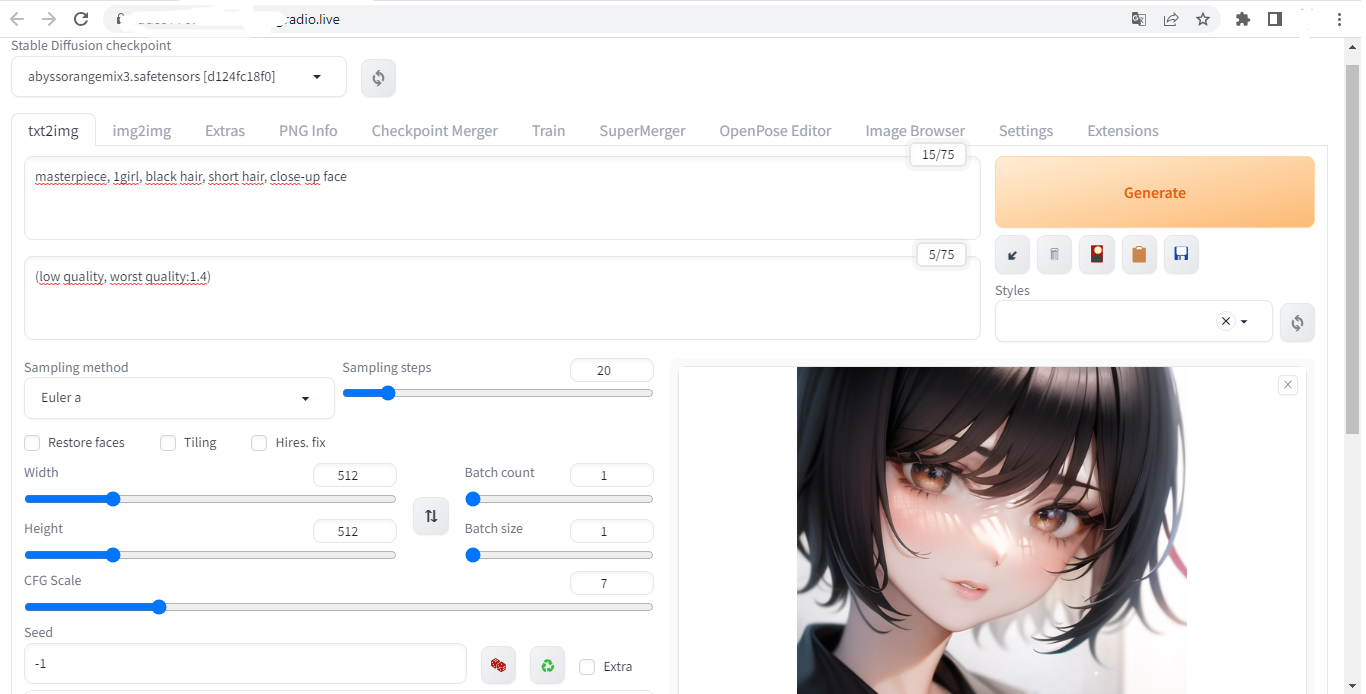 radio.live
Stable Diffusion checkpoint
abyssorangemix3.safetensors [d124fc18f0]
txt2img img2img Extras PNG Info Checkpoint Merger Train SuperMerger OpenPose Editor Image Browser Settings Extensions
15/75
masterpiece, 1girl, black hair, short hair, close-up face
Generate
5/75
(low quality, worst quality:1.4)
Styles
Sampling method Sampling steps 20
Euler a
Restore faces Tiling Hires. fix
Width 512 Batch count 1
Height 512 Batch size 1
CFG Scale 7
Seed
-1 Extra